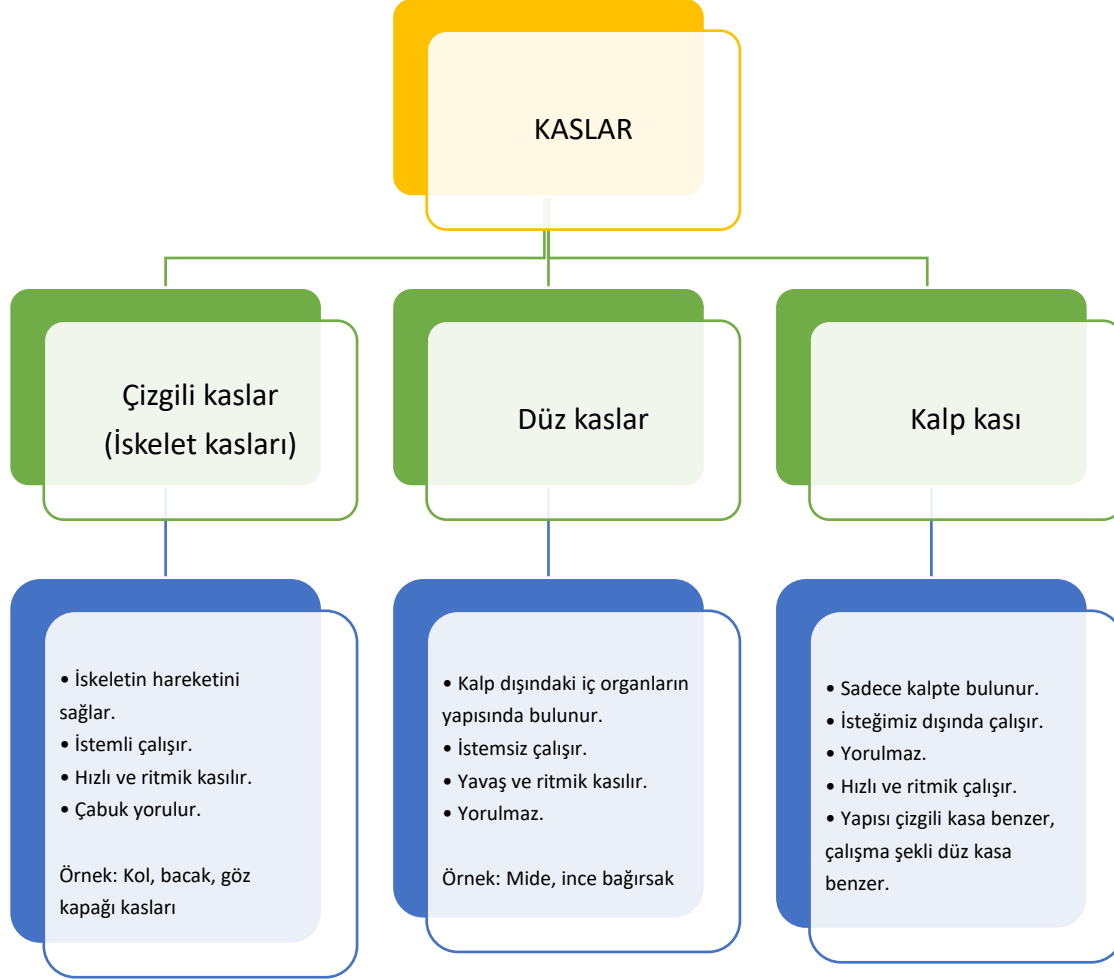 KASLAR
Çizgili kaslar
(İskelet kasları)
Düz kaslar
Kalp kası
• İskeletin hareketini
sağlar.
• İstemli çalışır.
• Hızlı ve ritmik kasılır.
• Çabuk yorulur.
Örnek: Kol, bacak, göz
kapağı kasları
• Kalp dışındaki iç organların
yapısında bulunur.
• İstemsiz çalışır.
• Yavaş ve ritmik kasılır.
• Yorulmaz.
Örnek: Mide, ince bağırsak
• Sadece kalpte bulunur.
• İsteğimiz dışında çalışır.
• Yorulmaz.
• Hızlı ve ritmik çalışır.
• Yapısı çizgili kasa benzer,
çalışma şekli düz kasa
benzer.